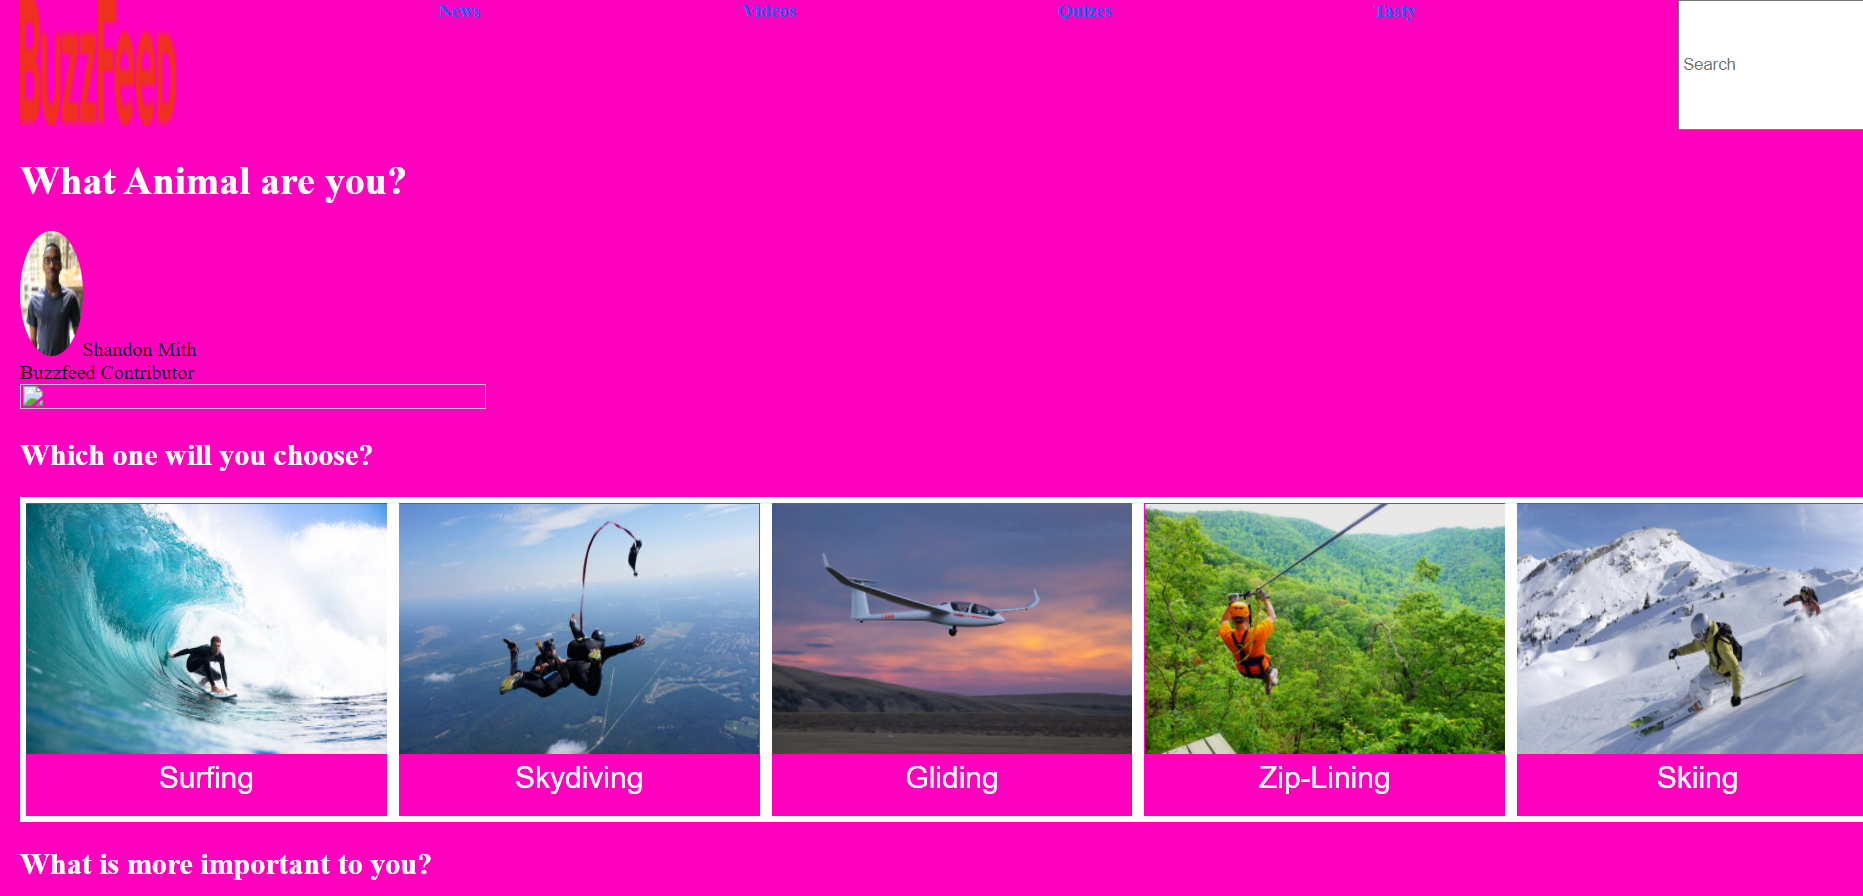 BuzzFeed
News
Videos
Quizes
Tasty
Search
What Animal are you?
Shandon Mith
Buzzfeed Contributor
Which one will you choose?
Surfing
Skydiving
Gliding
Zip-Lining
Skiing
What is more important to you?